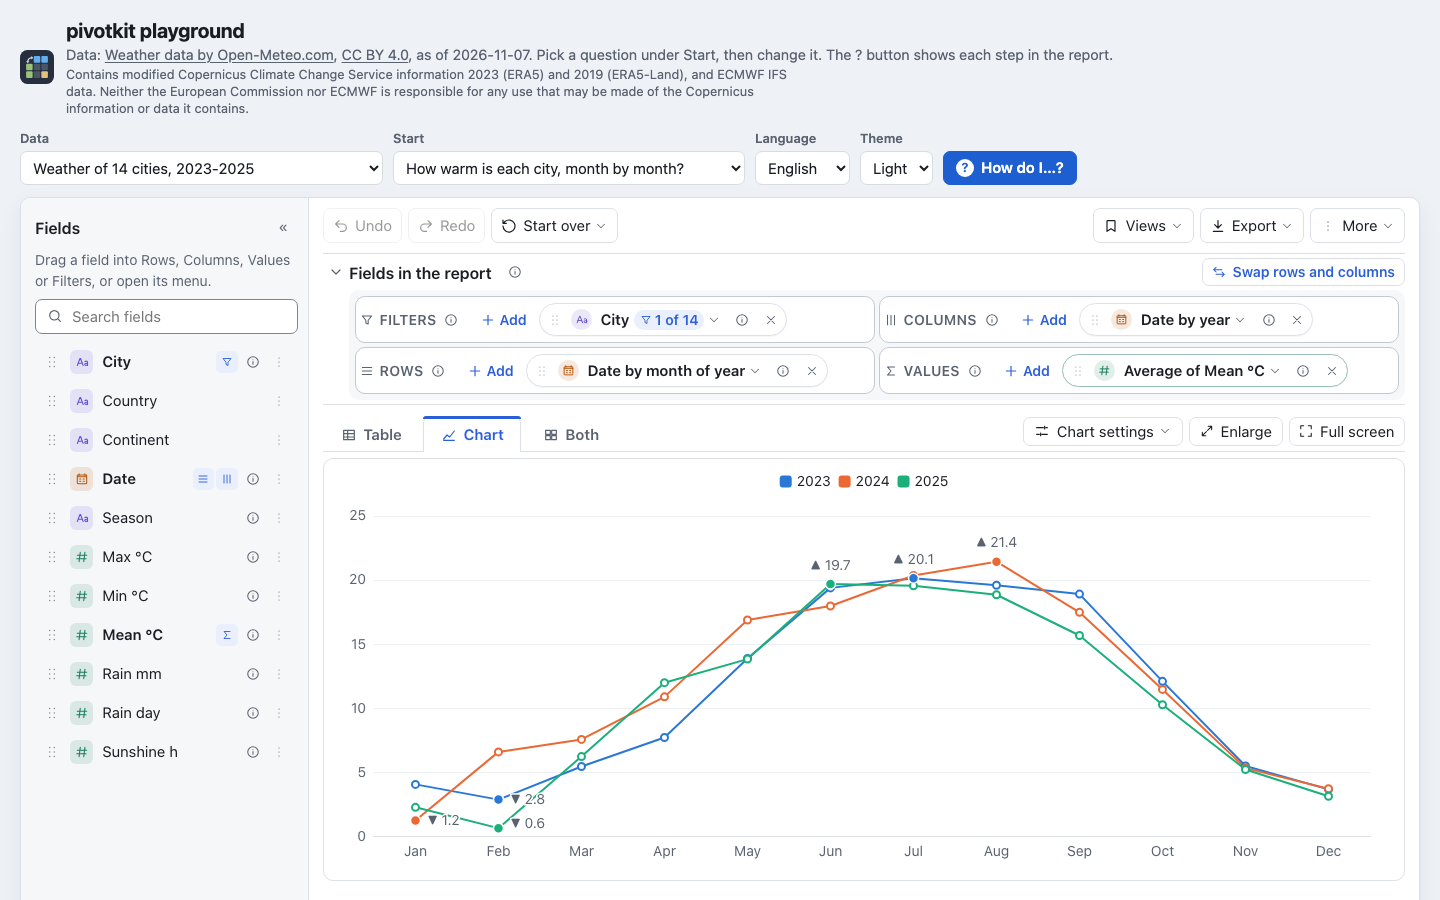 pivotkit playground
Data: Weather data by Open-Meteo.com, CC BY 4.0, as of 2026-11-07. Pick a question under Start, then change it. The ? button shows each step in the report.
Contains modified Copernicus Climate Change Service information 2023 (ERA5) and 2019 (ERA5-Land), and ECMWF IFS
data. Neither the European Commission nor ECMWF is responsible for any use that may be made of the Copernicus
information or data it contains.
Data Start Language Theme
Weather of 14 cities, 2023-2025 How warm is each city, month by month? English Light ? How do I...?
Fields «
Drag a field into Rows, Columns, Values
or Filters, or open its menu.
Search fields
Aa City
Aa Country
Aa Continent
Date
Aa Season
# Max °C
# Min °C
# Mean °C Σ
# Rain mm
# Rain day
# Sunshine h
Undo Redo Start over Views Export More
Fields in the report Swap rows and columns
FILTERS + Add Aa City 1 of 14 ×
COLUMNS + Add Date by year ×
ROWS + Add Date by month of year ×
Σ VALUES + Add # Average of Mean °C ×
Table Chart Both Chart settings Enlarge Full screen
2023 2024 2025
25
20
15
10
5
0
▲ 19.7 ▲ 20.1 ▲ 21.4
▼ 1.2 ▼ 2.8
▼ 0.6
Jan Feb Mar Apr May Jun Jul Aug Sep Oct Nov Dec